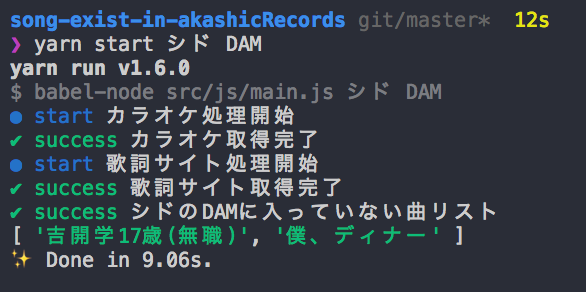 song-exist-in-akashicRecords git/master* 12s
❯ yarn start シド DAM
yarn run v1.6.0
$ babel-node src/js/main.js シド DAM
● start カラオケ処理開始
✔ success カラオケ取得完了
● start 歌詞サイト処理開始
✔ success 歌詞サイト取得完了
✔ success シドのDAMに入っていない曲リスト
[ '吉開学17歳(無職)', '僕、ディナー' ]
✨ Done in 9.06s.